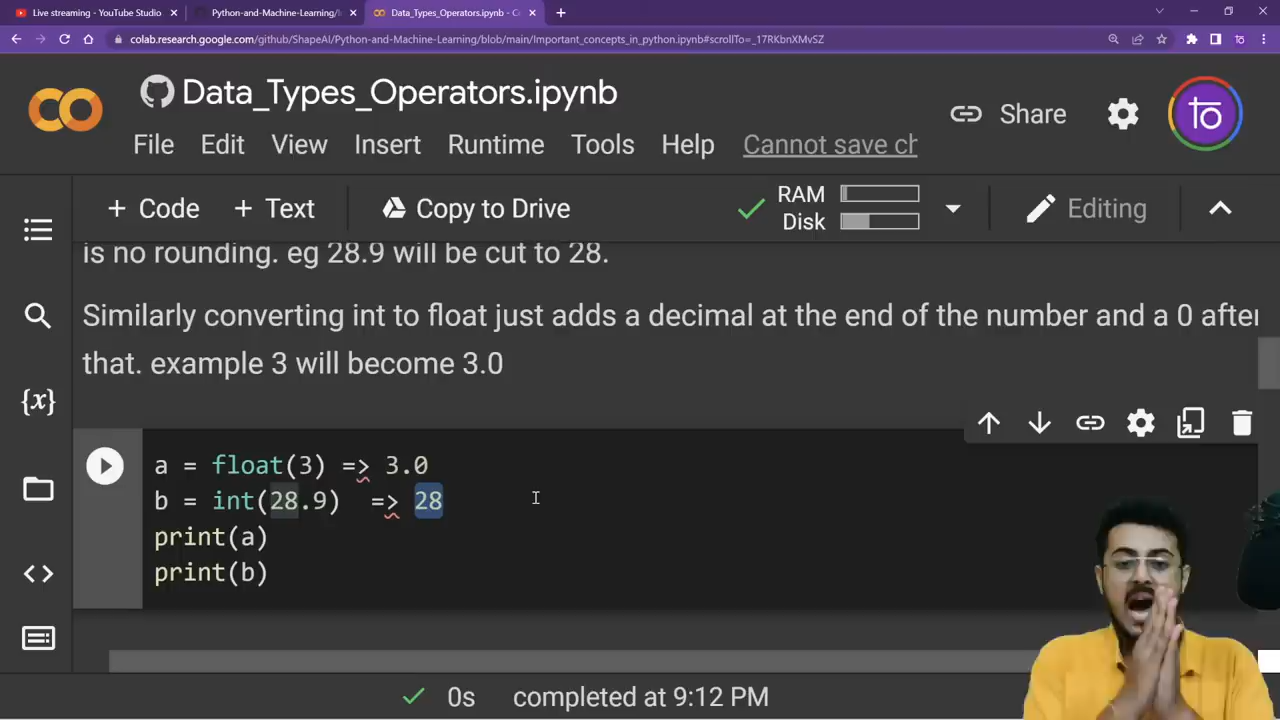 Live streaming - YouTube Studio
Python-and-Machine-Learning/I
Data_Types_Operators.ipynb - C
colab.research.google.com/github/ShapeAI/Python-and-Machine-Learning/blob/main/Important_concepts_in_python.ipynb#scrollTo=_17RKbnXMvSZ
Data_Types_Operators.ipynb
Share
File Edit View Insert Runtime Tools Help Cannot save ch
+ Code + Text Copy to Drive RAM Disk Editing
is no rounding. eg 28.9 will be cut to 28.
Similarly converting int to float just adds a decimal at the end of the number and a 0 after
that. example 3 will become 3.0
{x}
a = float(3) => 3.0
b = int(28.9) => 28
print(a)
print(b)
0s completed at 9:12 PM